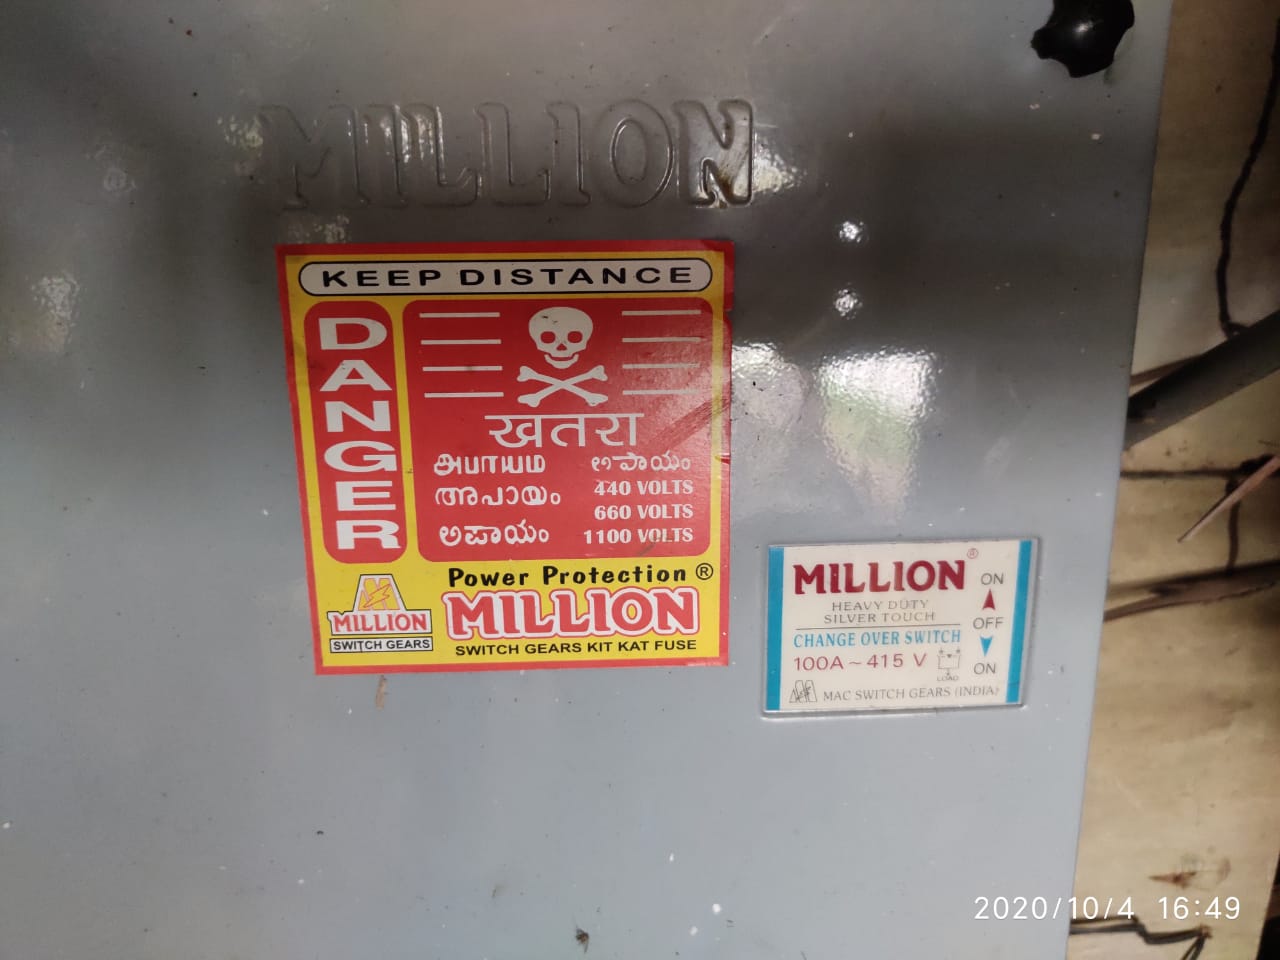 MILLION
KEEP DISTANCE
DANGER
खतरा
அபாயம అపాయం
അപായം 440 VOLTS
660 VOLTS
ಅಪಾಯಂ 1100 VOLTS
Power Protection ®
MILLION
SWITCH GEARS
MILLION
SWITCH GEARS KIT KAT FUSE
MILLION ®
HEAVY DUTY
SILVER TOUCH
CHANGE OVER SWITCH
100A ~ 415 V
LOAD
ON
OFF
ON
MAC SWITCH GEARS (INDIA)
2020/10/4 16:49